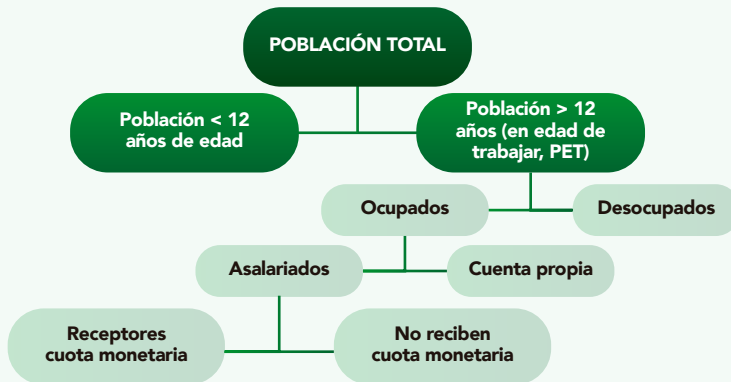 POBLACIÓN TOTAL
Población < 12
años de edad
Población > 12
años (en edad de
trabajar, PET)
Ocupados
Desocupados
Asalariados
Cuenta propia
Receptores
cuota monetaria
No reciben
cuota monetaria